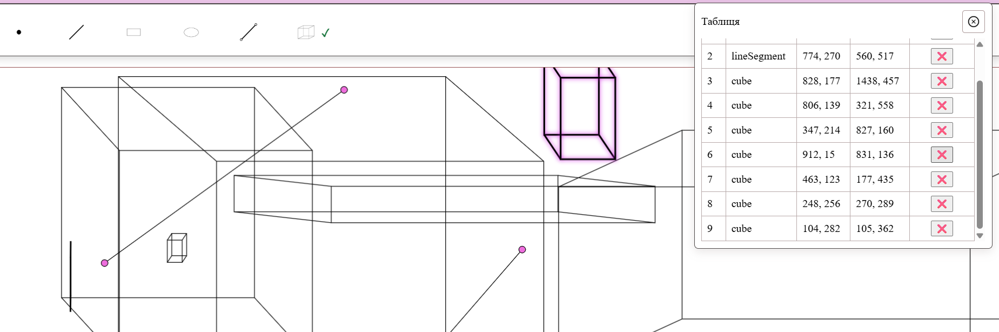 Таблиця
2 lineSegment 774, 270 560, 517
3 cube 828, 177 1438, 457
4 cube 806, 139 321, 558
5 cube 347, 214 827, 160
6 cube 912, 15 831, 136
7 cube 463, 123 177, 435
8 cube 248, 256 270, 289
9 cube 104, 282 105, 362